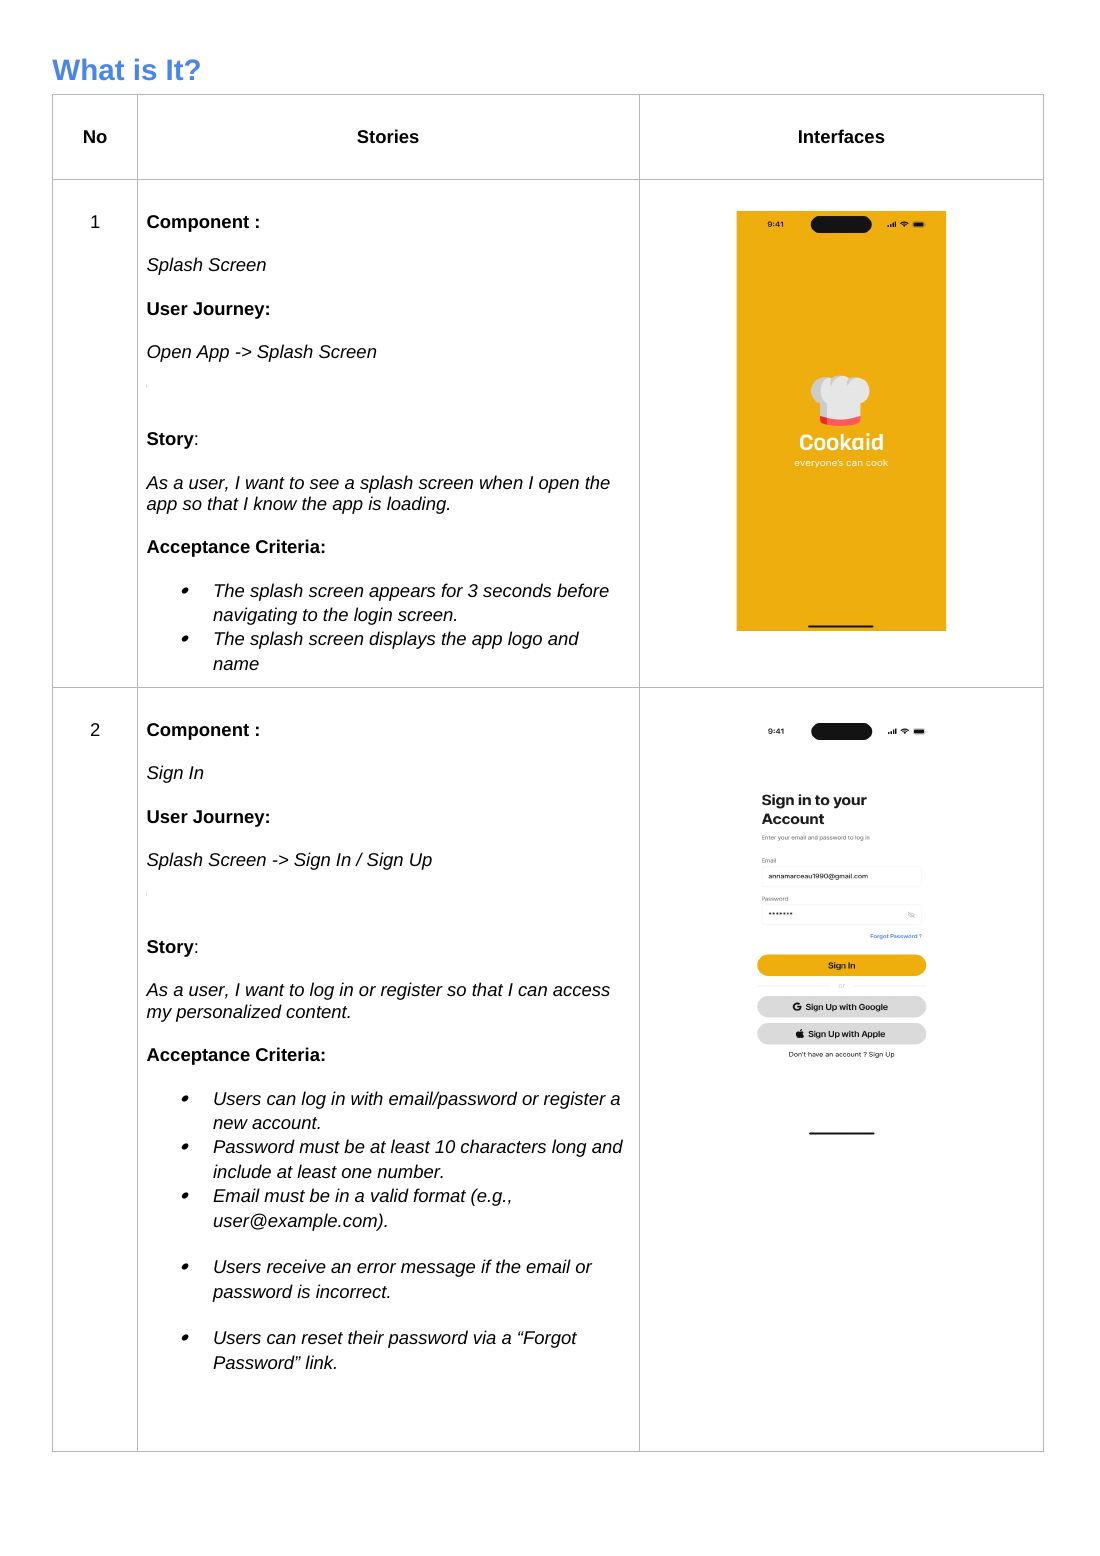 What is It?
No
Stories
Interfaces
1
Component :
Splash Screen
User Journey:
Open App -> Splash Screen
Story:
As a user, I want to see a splash screen when I open the
app so that I know the app is loading.
Acceptance Criteria:
• The splash screen appears for 3 seconds before
navigating to the login screen.
• The splash screen displays the app logo and
name
9:41
Cookaid
everyone's can cook
2
Component :
Sign In
User Journey:
Splash Screen -> Sign In / Sign Up
Story:
As a user, I want to log in or register so that I can access
my personalized content.
Acceptance Criteria:
• Users can log in with email/password or register a
new account.
• Password must be at least 10 characters long and
include at least one number.
• Email must be in a valid format (e.g.,
user@example.com).
• Users receive an error message if the email or
password is incorrect.
• Users can reset their password via a “Forgot
Password” link.
9:41
Sign in to your
Account
Enter your email and password to log in
Email
annamarceau1990@gmail.com
Password
*******
Forgot Password ?
Sign In
or
Sign Up with Google
Sign Up with Apple
Don't have an account ? Sign Up